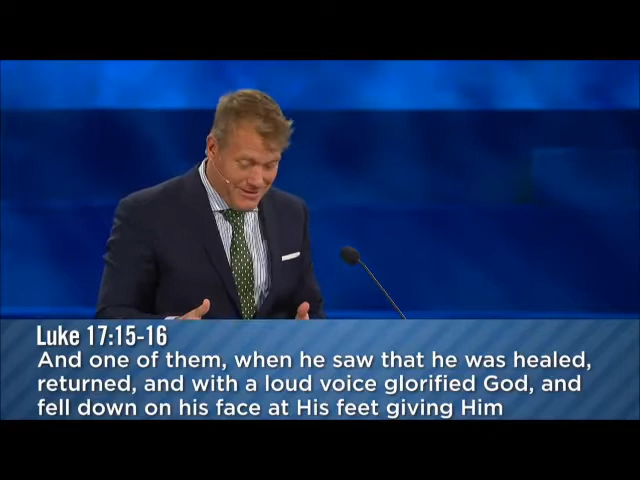 Luke 17:15-16
And one of them, when he saw that he was healed,
returned, and with a loud voice glorified God, and
fell down on his face at His feet giving Him